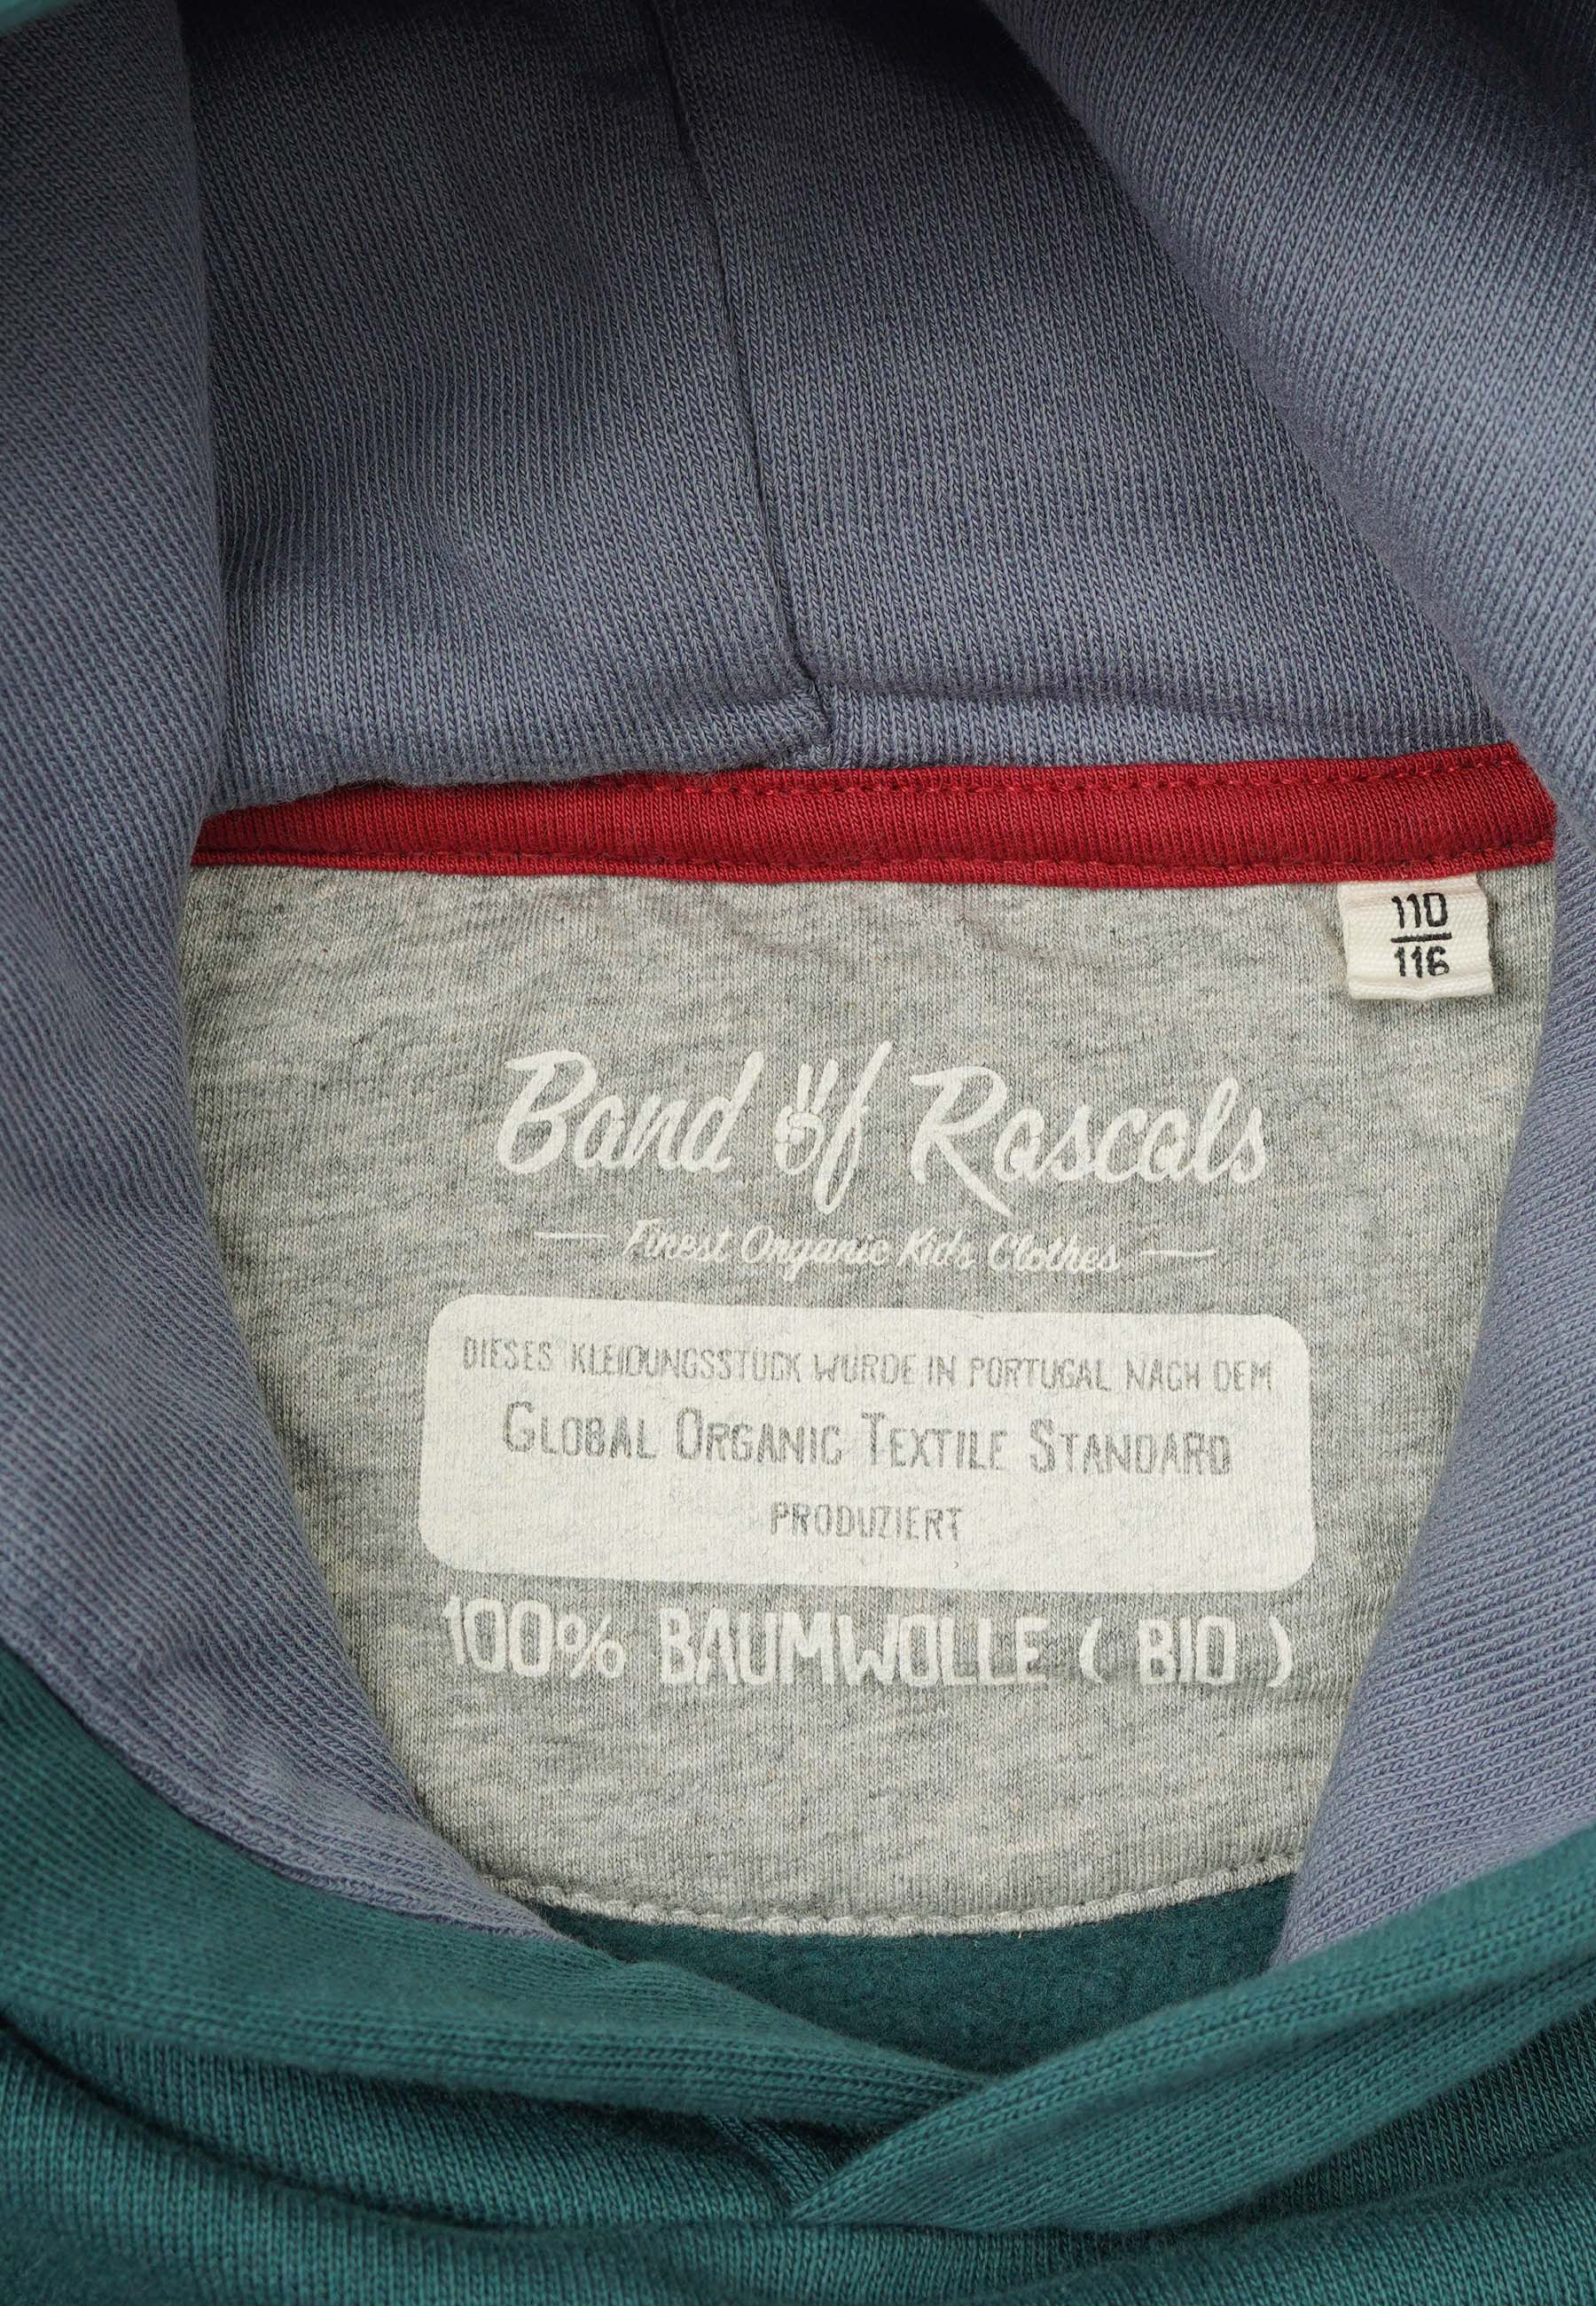 110
116
Band of Rascals
Finest Organic Kids Clothes
DIESES KLEIDUNGSSTÜCK WURDE IN PORTUGAL NACH DEM
GLOBAL ORGANIC TEXTILE STANDARD
PRODUZIERT
100% BAUMWOLLE ( BIO )